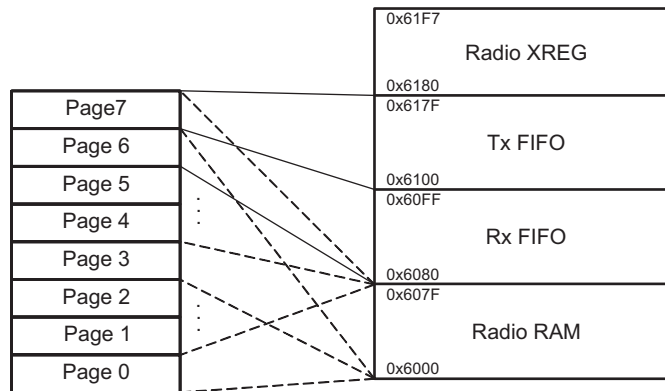 0x61F7
Radio XREG
0x6180
0x617F
Tx FIFO
0x6100
0x60FF
Rx FIFO
0x6080
0x607F
Radio RAM
0x6000
Page7
Page 6
Page 5
Page 4
Page 3
Page 2
Page 1
Page 0